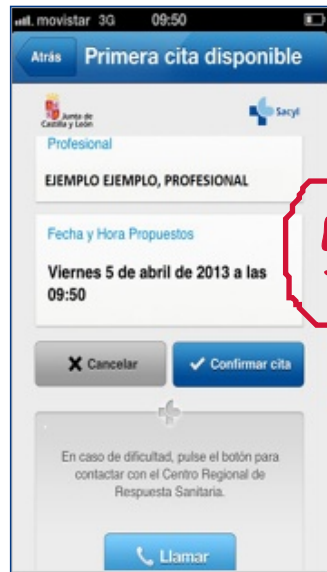 movistar 3G 09:50
Atrás Primera cita disponible
Junta de
Castilla y León
Sacyl
Profesional
EJEMPLO EJEMPLO, PROFESIONAL
Fecha y Hora Propuestos
Viernes 5 de abril de 2013 a las
09:50
Cancelar Confirmar cita
En caso de dificultad, pulse el botón para
contactar con el Centro Regional de
Respuesta Sanitaria.
Llamar